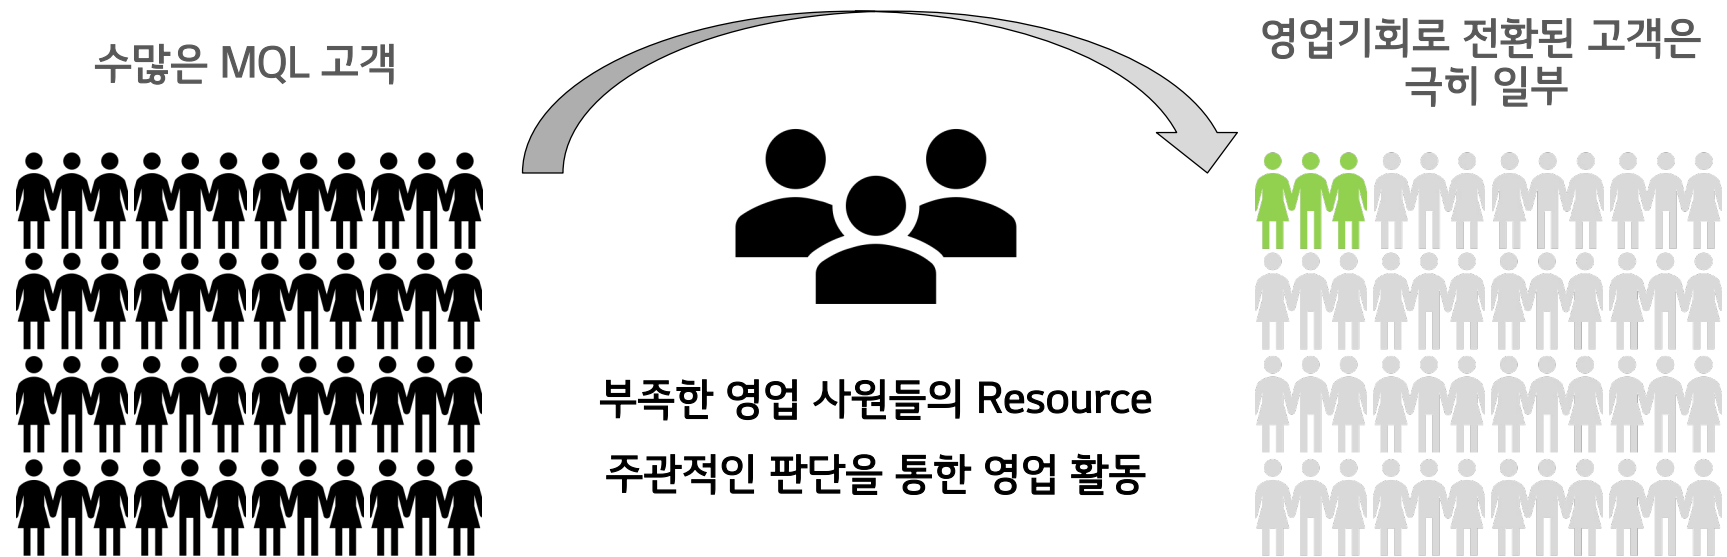 수많은 MQL 고객
영업기회로 전환된 고객은
극히 일부
부족한 영업 사원들의 Resource
주관적인 판단을 통한 영업 활동